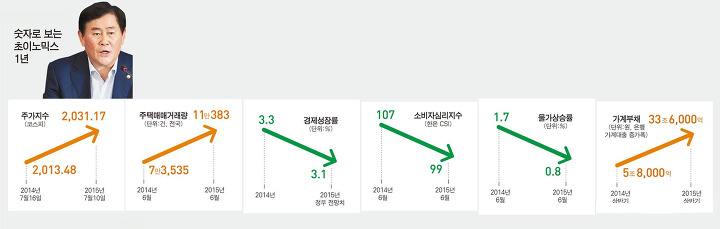 숫자로 보는
초이노믹스
1년
주가지수
(코스피)
2,031.17
2,013.48
2014년
7월16일
2015년
7월10일
주택매매거래량
(단위:건, 전국)
11만383
7만3,535
2014년
6월
2015년
6월
3.3
경제성장률
(단위:%)
3.1
2014년
2015년
정부 전망치
107
소비자심리지수
(한은 CSI)
99
2014년
6월
2015년
6월
1.7
물가상승률
(단위:%)
0.8
2014년
6월
2015년
6월
가계부채
(단위:원, 은행
가계대출 증가폭)
33조6,000억
5조8,000억
2014년
상반기
2015년
상반기